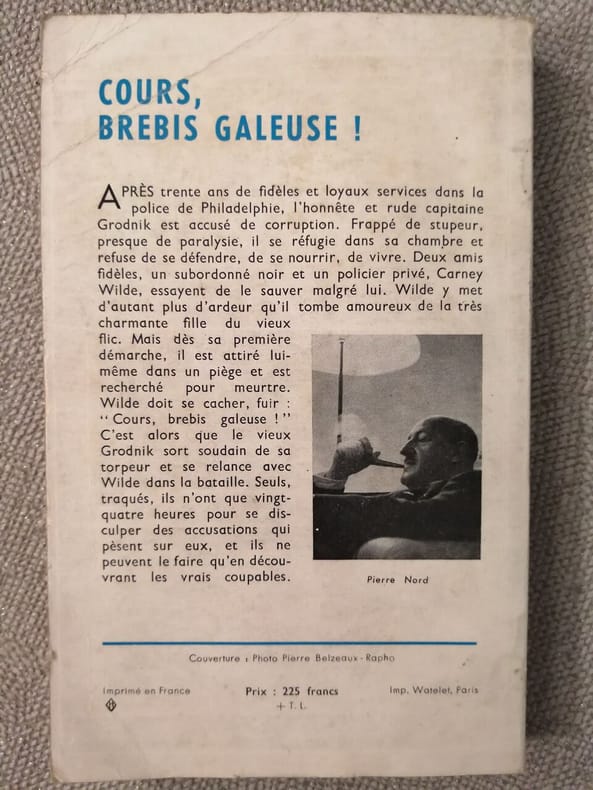 COURS,
BREBIS GALEUSE !
APRÈS trente ans de fidèles et loyaux services dans la
police de Philadelphie, l'honnête et rude capitaine
Grodnik est accusé de corruption. Frappé de stupeur,
presque de paralysie, il se réfugie dans sa chambre et
refuse de se défendre, de se nourrir, de vivre. Deux amis
fidèles, un subordonné noir et un policier privé, Carney
Wilde, essayent de le sauver malgré lui. Wilde y met
d'autant plus d'ardeur qu'il tombe amoureux de la très
charmante fille du vieux
flic. Mais dès sa première
démarche, il est attiré lui-
même dans un piège et est
recherché pour meurtre.
Wilde doit se cacher, fuir :
“ Cours, brebis galeuse ! ”
C'est alors que le vieux
Grodnik sort soudain de sa
torpeur et se relance avec
Wilde dans la bataille. Seuls,
traqués, ils n'ont que vingt-
quatre heures pour se dis-
culper des accusations qui
pèsent sur eux, et ils ne
peuvent le faire qu'en décou-
vrant les vrais coupables.
Pierre Nord
Couverture : Photo Pierre Belzeaux - Rapho
Imprimé en France
Prix : 225 francs
+ T. L.
Imp. Watelet, Paris